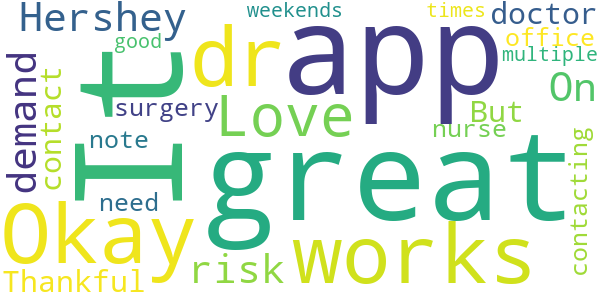 Hershey
weekends
times
doctor
good
dr
app
office
multiple
demand
contact
It
surgery
Love
On
But
nurse
note
great
need
contacting
Okay
works
risk
Thankful